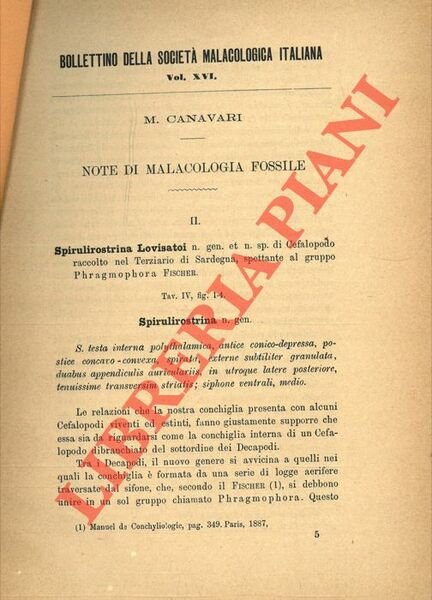 BOLLETTINO DELLA SOCIETÀ MALACOLOGICA ITALIANA
Vol. XVI.
M. CANAVARI
NOTE DI MALACOLOGIA FOSSILE
II.
Spirulirostrina Lovisatoi n. gen. et n. sp. di Cefalopodo
raccolto nel Terziario di Sardegna, spettante al gruppo
Phragmophora FISCHER.
Tav. IV, fig. 1-4.
Spirulirostrina n. gen.
S. testa interna polythalamica, antice conico-depressa, po-
stice concavo-convexa, spirata, externe subtiliter granulata,
duabus appendiculis auricularis, in utroque latere posteriore,
tenuissime transversim striatis; siphone ventrali, medio.
Le relazioni che la nostra conchiglia presenta con alcuni
Cefalopodi viventi ed estinti, fanno giustamente supporre che
essa sia da riguardarsi come la conchiglia interna di un Cefa-
lopodo dibranchiato del sottordine dei Decapodi.
Tra i Decapodi, il nuovo genere si avvicina a quelli nei
quali la conchiglia è formata da una serie di logge aerifere
traversate dal sifone, che, secondo il FISCHER (1), si debbono
unire in un sol gruppo chiamato Phragmophora. Questo
(1) Manuel de Conchyliologic, pag. 349. Paris, 1887,
5
LIBRERIA PIANI